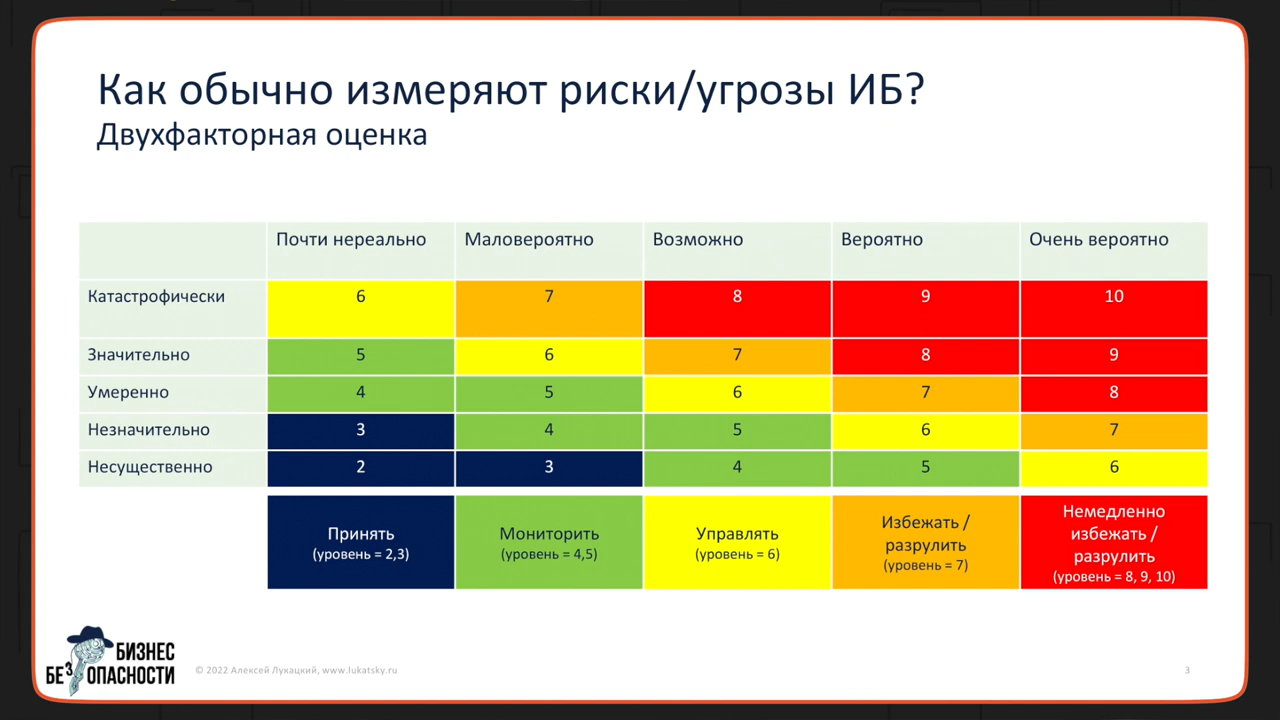 Как обычно измеряют риски/угрозы ИБ?
Двухфакторная оценка
Почти нереально Маловероятно Возможно Вероятно Очень вероятно
Катастрофически 6 7 8 9 10
Значительно 5 6 7 8 9
Умеренно 4 5 6 7 8
Незначительно 3 4 5 6 7
Несущественно 2 3 4 5 6
Принять
(уровень = 2,3)
Мониторить
(уровень = 4,5)
Управлять
(уровень = 6)
Избежать /
разрулить
(уровень = 7)
Немедленно
избежать /
разрулить
(уровень = 8, 9, 10)
БИЗНЕС
БЕЗОПАСНОСТИ
© 2022 Алексей Лукацкий, www.lukatsky.ru
3